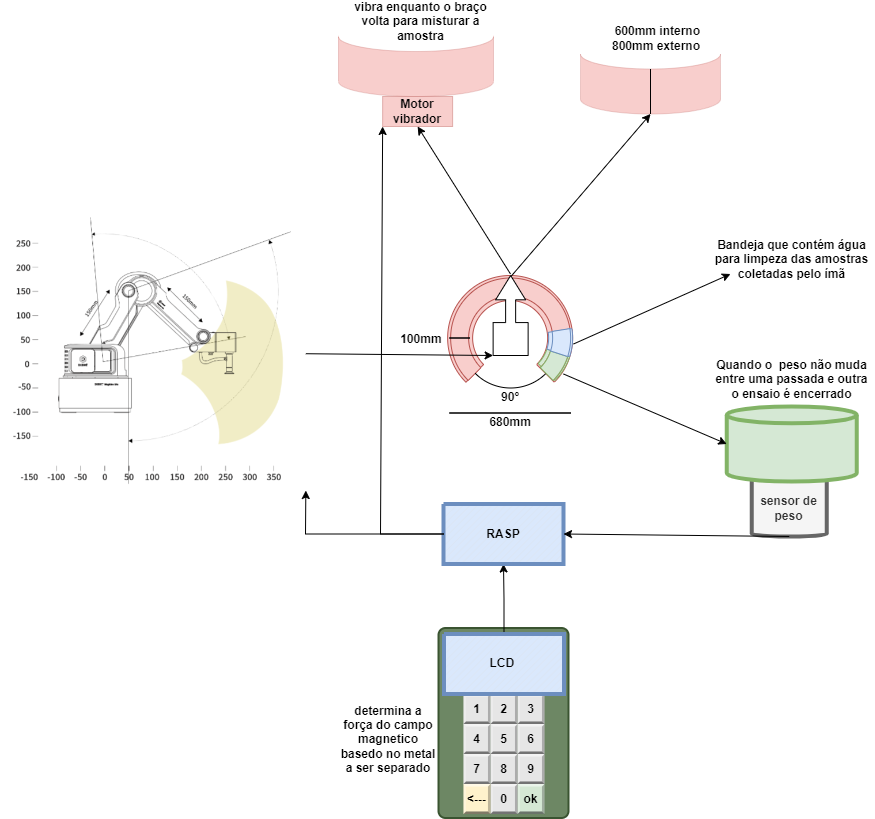 vibra enquanto o braço
volta para misturar a
amostra
600mm interno
800mm externo
Motor
vibrador
Bandeja que contém água
para limpeza das amostras
coletadas pelo ímã
250
200
150
100
50
0
-50
-100
-150
150mm
150mm
-150 -100 -50 0 50 100 150 200 250 300 350
100mm
90°
680mm
Quando o peso não muda
entre uma passada e outra
o ensaio é encerrado
sensor de
peso
RASP
LCD
determina a
força do campo
magnetico
basedo no metal
a ser separado
1 2 3
4 5 6
7 8 9
<--- 0 ok